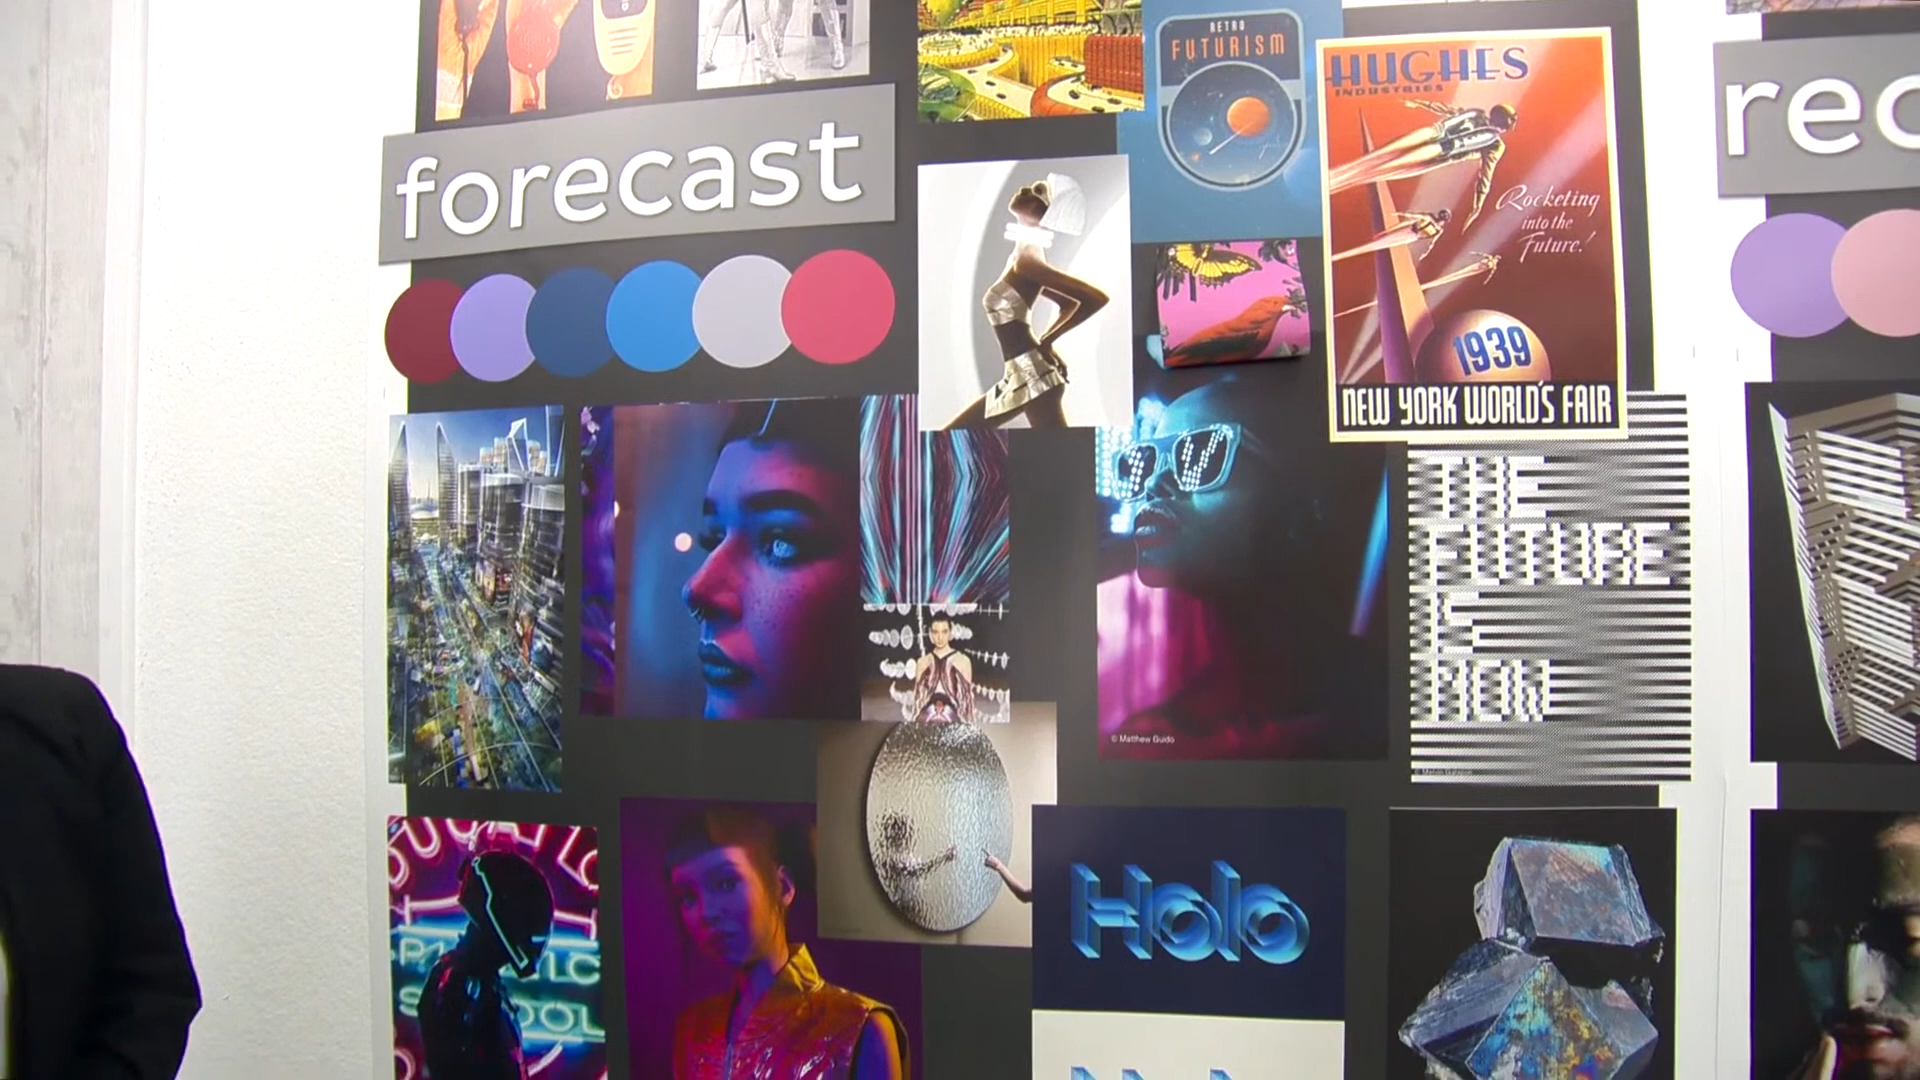 RETRO
FUTURISM
HUGHES
INDUSTRIES
Rocketing
into the
Future!
1939
NEW YORK WORLD'S FAIR
forecast
rec
THE
FUTURE
IS
NOW
© Matthew Guido
Holo